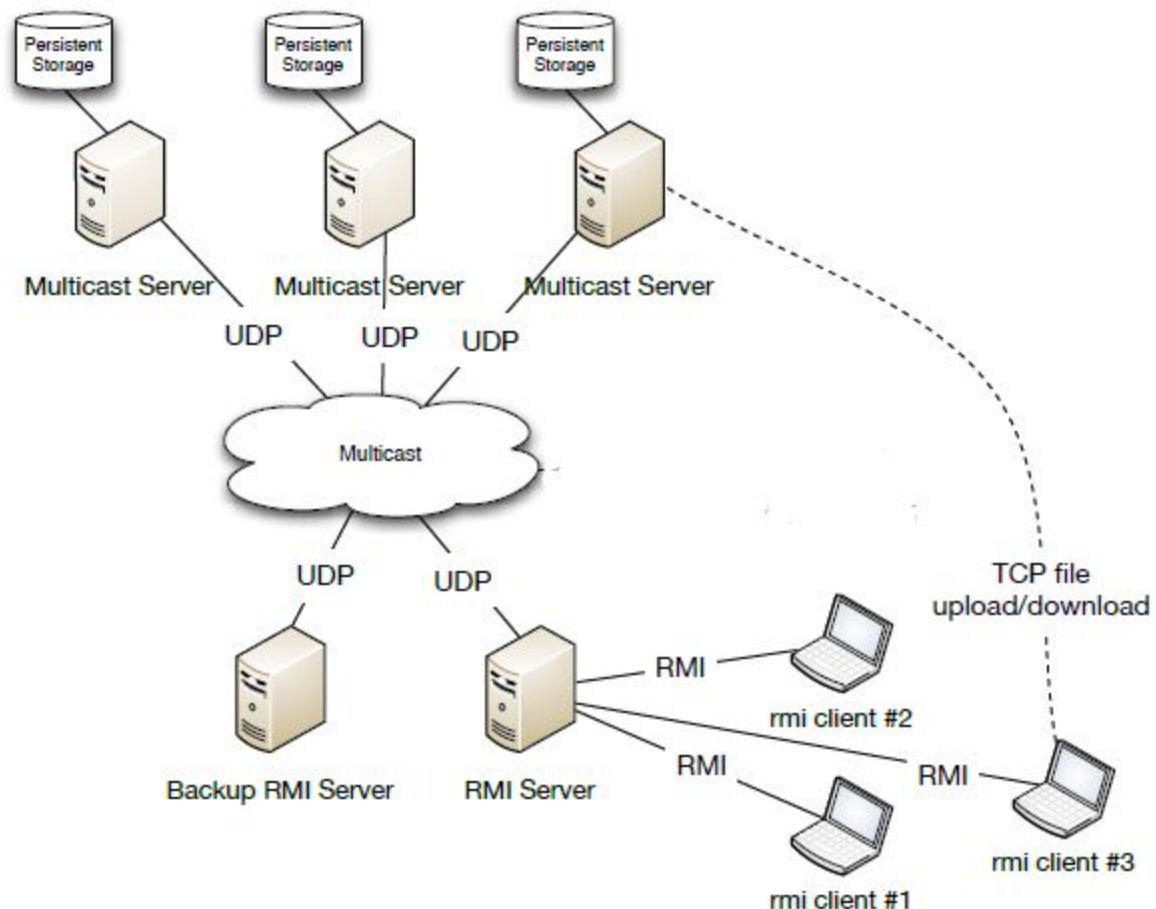 Persistent
Storage
Persistent
Storage
Persistent
Storage
Multicast Server
Multicast Server
Multicast Server
UDP
UDP
UDP
Multicast
UDP
UDP
TCP file
upload/download
RMI
rmi client #2
RMI
RMI
Backup RMI Server
RMI Server
rmi client #3
rmi client #1